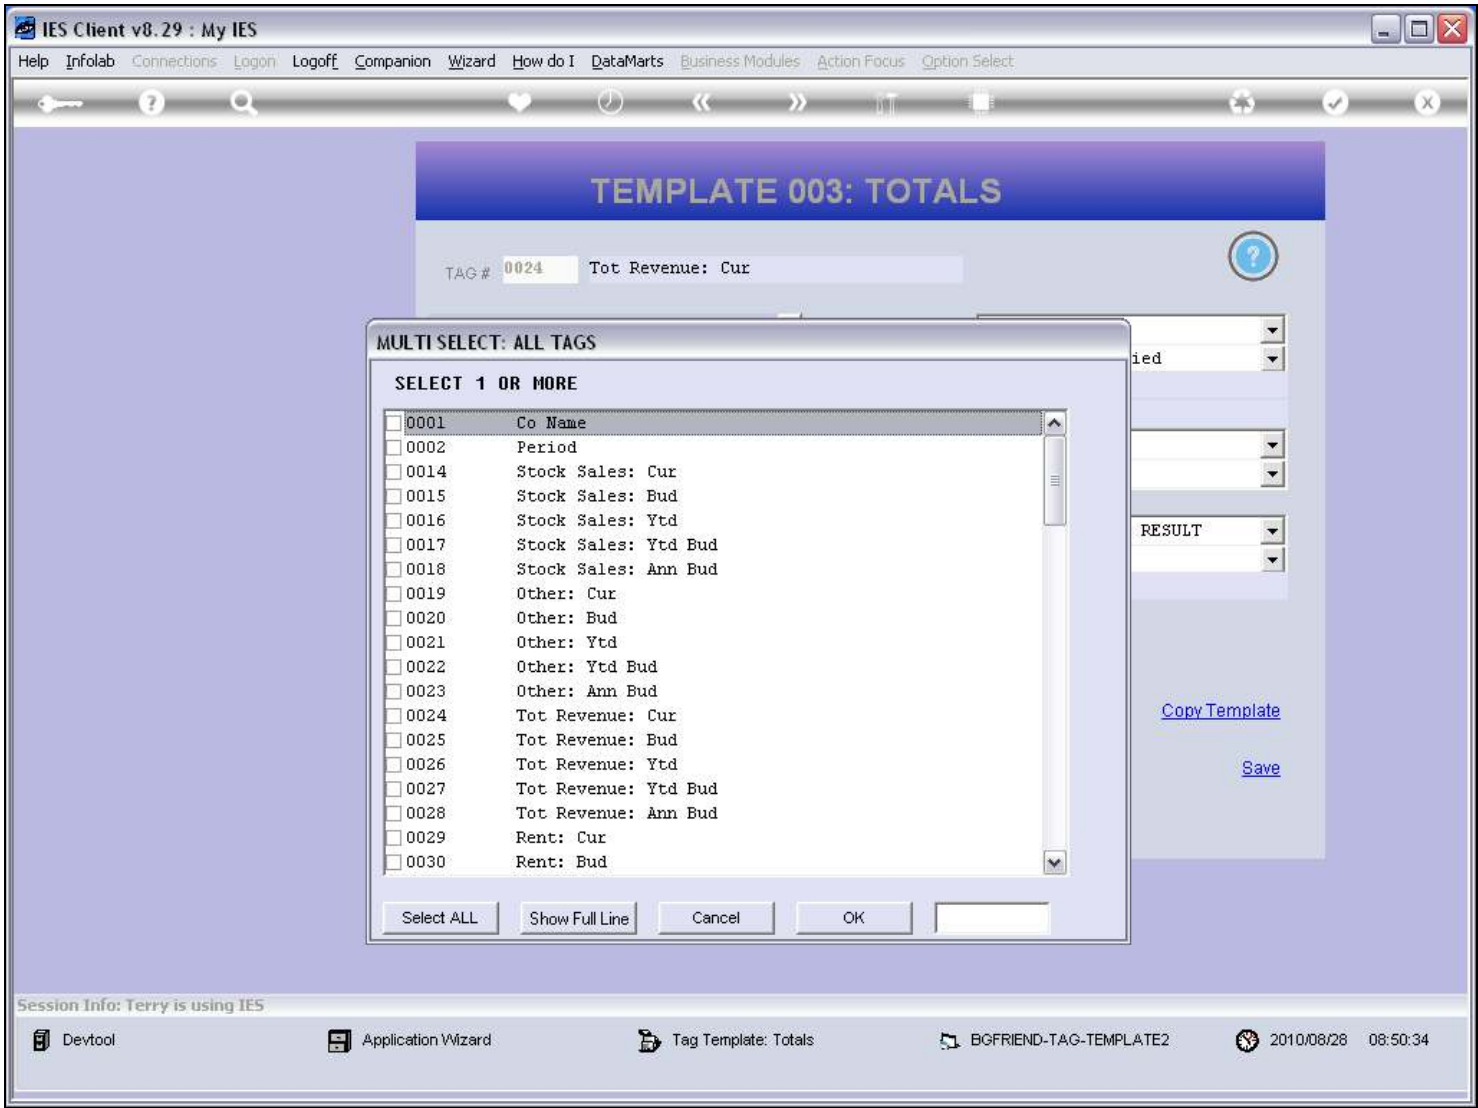 IES Client v8.29 : My IES
Help Infolab Connections Logon Logoff Companion Wizard How do I DataMarts Business Modules Action Focus Option Select
TEMPLATE 003: TOTALS
TAG # 0024 Tot Revenue: Cur
ied
RESULT
MULTI SELECT: ALL TAGS
SELECT 1 OR MORE
0001 Co Name
0002 Period
0014 Stock Sales: Cur
0015 Stock Sales: Bud
0016 Stock Sales: Ytd
0017 Stock Sales: Ytd Bud
0018 Stock Sales: Ann Bud
0019 Other: Cur
0020 Other: Bud
0021 Other: Ytd
0022 Other: Ytd Bud
0023 Other: Ann Bud
0024 Tot Revenue: Cur
0025 Tot Revenue: Bud
0026 Tot Revenue: Ytd
0027 Tot Revenue: Ytd Bud
0028 Tot Revenue: Ann Bud
0029 Rent: Cur
0030 Rent: Bud
Select ALL Show Full Line Cancel OK
Copy Template
Save
Session Info: Terry is using IES
Devtool Application Wizard Tag Template: Totals BGFRIEND-TAG-TEMPLATE2 2010/08/28 08:50:34